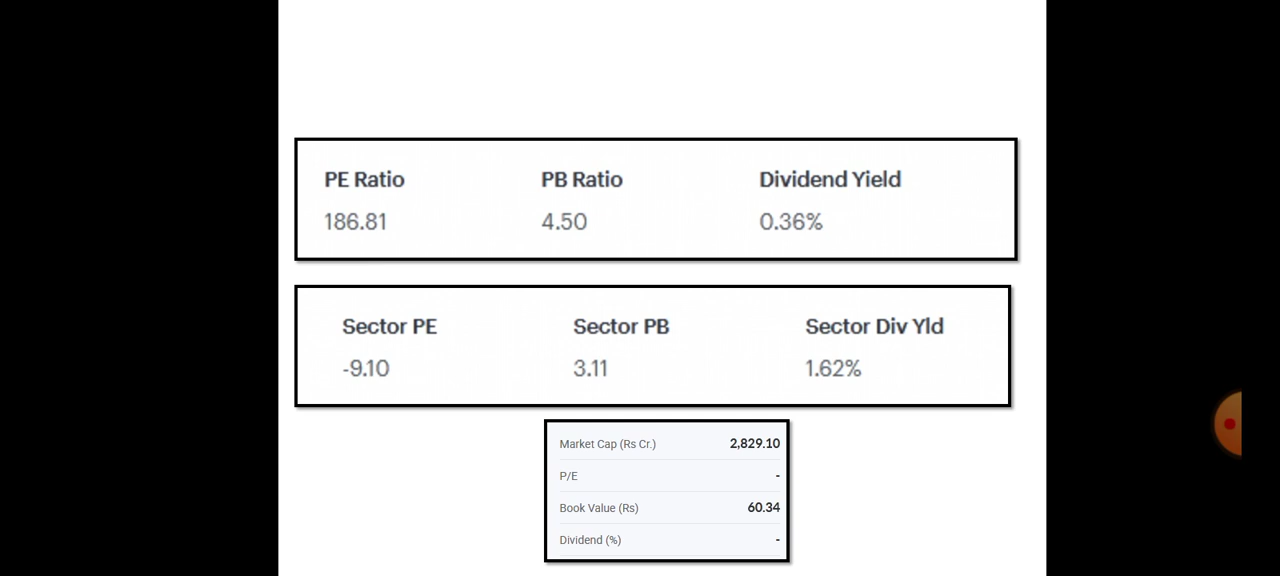 PE Ratio PB Ratio Dividend Yield
186.81 4.50 0.36%
Sector PE Sector PB Sector Div Yld
-9.10 3.11 1.62%
Market Cap (Rs Cr.) 2,829.10
P/E -
Book Value (Rs) 60.34
Dividend (%) -